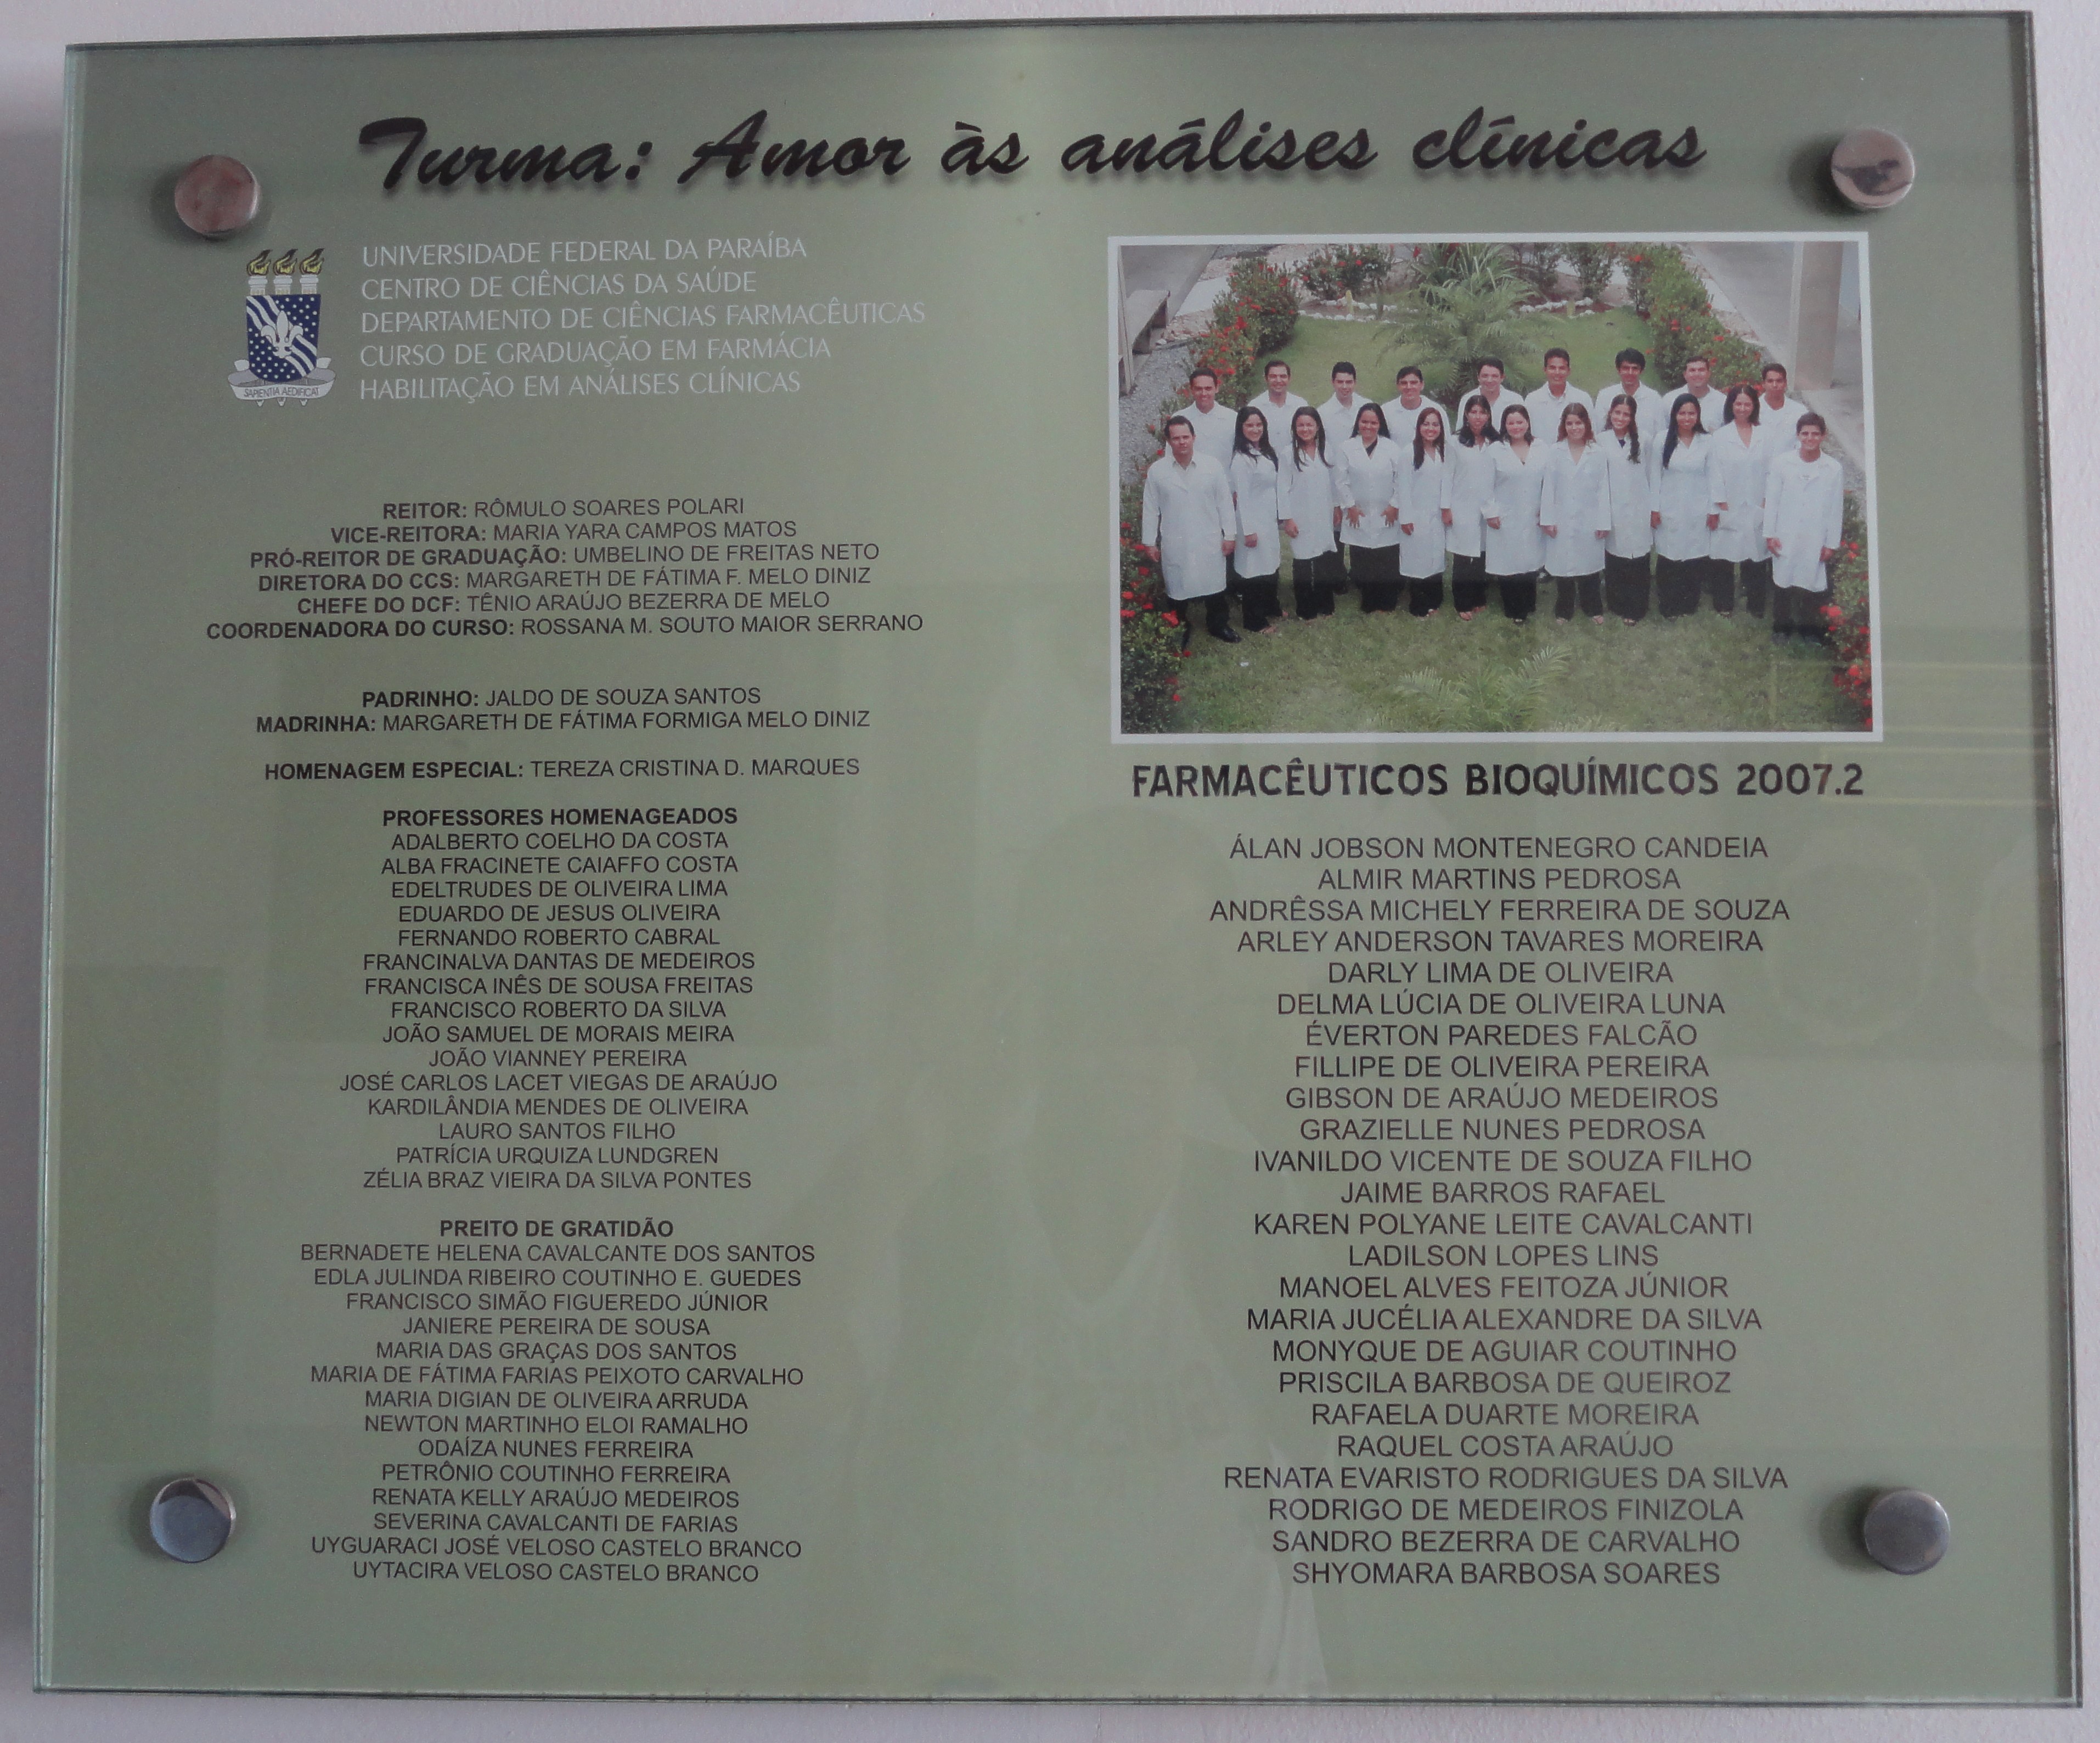 Turma: Amor às análises clínicas
UNIVERSIDADE FEDERAL DA PARAÍBA
CENTRO DE CIÊNCIAS DA SAÚDE
DEPARTAMENTO DE CIÊNCIAS FARMACÊUTICAS
CURSO DE GRADUAÇÃO EM FARMÁCIA
HABILITAÇÃO EM ANÁLISES CLÍNICAS
SAPIENTIA AEDIFICAT
REITOR: RÔMULO SOARES POLARI
VICE-REITORA: MARIA YARA CAMPOS MATOS
PRÓ-REITOR DE GRADUAÇÃO: UMBELINO DE FREITAS NETO
DIRETORA DO CCS: MARGARETH DE FÁTIMA F. MELO DINIZ
CHEFE DO DCF: TÊNIO ARAÚJO BEZERRA DE MELO
COORDENADORA DO CURSO: ROSSANA M. SOUTO MAIOR SERRANO
PADRINHO: JALDO DE SOUZA SANTOS
MADRINHA: MARGARETH DE FÁTIMA FORMIGA MELO DINIZ
HOMENAGEM ESPECIAL: TEREZA CRISTINA D. MARQUES
PROFESSORES HOMENAGEADOS
ADALBERTO COELHO DA COSTA
ALBA FRACINETE CAIAFFO COSTA
EDELTRUDES DE OLIVEIRA LIMA
EDUARDO DE JESUS OLIVEIRA
FERNANDO ROBERTO CABRAL
FRANCINALVA DANTAS DE MEDEIROS
FRANCISCA INÊS DE SOUSA FREITAS
FRANCISCO ROBERTO DA SILVA
JOÃO SAMUEL DE MORAIS MEIRA
JOÃO VIANNEY PEREIRA
JOSÉ CARLOS LACET VIEGAS DE ARAÚJO
KARDILÂNDIA MENDES DE OLIVEIRA
LAURO SANTOS FILHO
PATRÍCIA URQUIZA LUNDGREN
ZÉLIA BRAZ VIEIRA DA SILVA PONTES
PREITO DE GRATIDÃO
BERNADETE HELENA CAVALCANTE DOS SANTOS
EDLA JULINDA RIBEIRO COUTINHO E. GUEDES
FRANCISCO SIMÃO FIGUEREDO JÚNIOR
JANIERE PEREIRA DE SOUSA
MARIA DAS GRAÇAS DOS SANTOS
MARIA DE FÁTIMA FARIAS PEIXOTO CARVALHO
MARIA DIGIAN DE OLIVEIRA ARRUDA
NEWTON MARTINHO ELOI RAMALHO
ODAÍZA NUNES FERREIRA
PETRÔNIO COUTINHO FERREIRA
RENATA KELLY ARAÚJO MEDEIROS
SEVERINA CAVALCANTI DE FARIAS
UYGUARACI JOSÉ VELOSO CASTELO BRANCO
UYTACIRA VELOSO CASTELO BRANCO
FARMACÊUTICOS BIOQUÍMICOS 2007.2
ÁLAN JOBSON MONTENEGRO CANDEIA
ALMIR MARTINS PEDROSA
ANDRÊSSA MICHELY FERREIRA DE SOUZA
ARLEY ANDERSON TAVARES MOREIRA
DARLY LIMA DE OLIVEIRA
DELMA LÚCIA DE OLIVEIRA LUNA
ÉVERTON PAREDES FALCÃO
FILLIPE DE OLIVEIRA PEREIRA
GIBSON DE ARAÚJO MEDEIROS
GRAZIELLE NUNES PEDROSA
IVANILDO VICENTE DE SOUZA FILHO
JAIME BARROS RAFAEL
KAREN POLYANE LEITE CAVALCANTI
LADILSON LOPES LINS
MANOEL ALVES FEITOZA JÚNIOR
MARIA JUCÉLIA ALEXANDRE DA SILVA
MONYQUE DE AGUIAR COUTINHO
PRISCILA BARBOSA DE QUEIROZ
RAFAELA DUARTE MOREIRA
RAQUEL COSTA ARAÚJO
RENATA EVARISTO RODRIGUES DA SILVA
RODRIGO DE MEDEIROS FINIZOLA
SANDRO BEZERRA DE CARVALHO
SHYOMARA BARBOSA SOARES